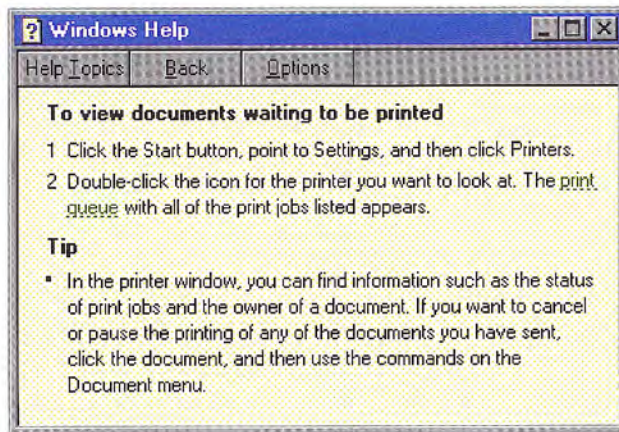 Windows Help
Help Topics Back Options
To view documents waiting to be printed
1 Click the Start button, point to Settings, and then click Printers.
2 Double-click the icon for the printer you want to look at. The print
queue with all of the print jobs listed appears.
Tip
▪ In the printer window, you can find information such as the status
of print jobs and the owner of a document. If you want to cancel
or pause the printing of any of the documents you have sent,
click the document, and then use the commands on the
Document menu.